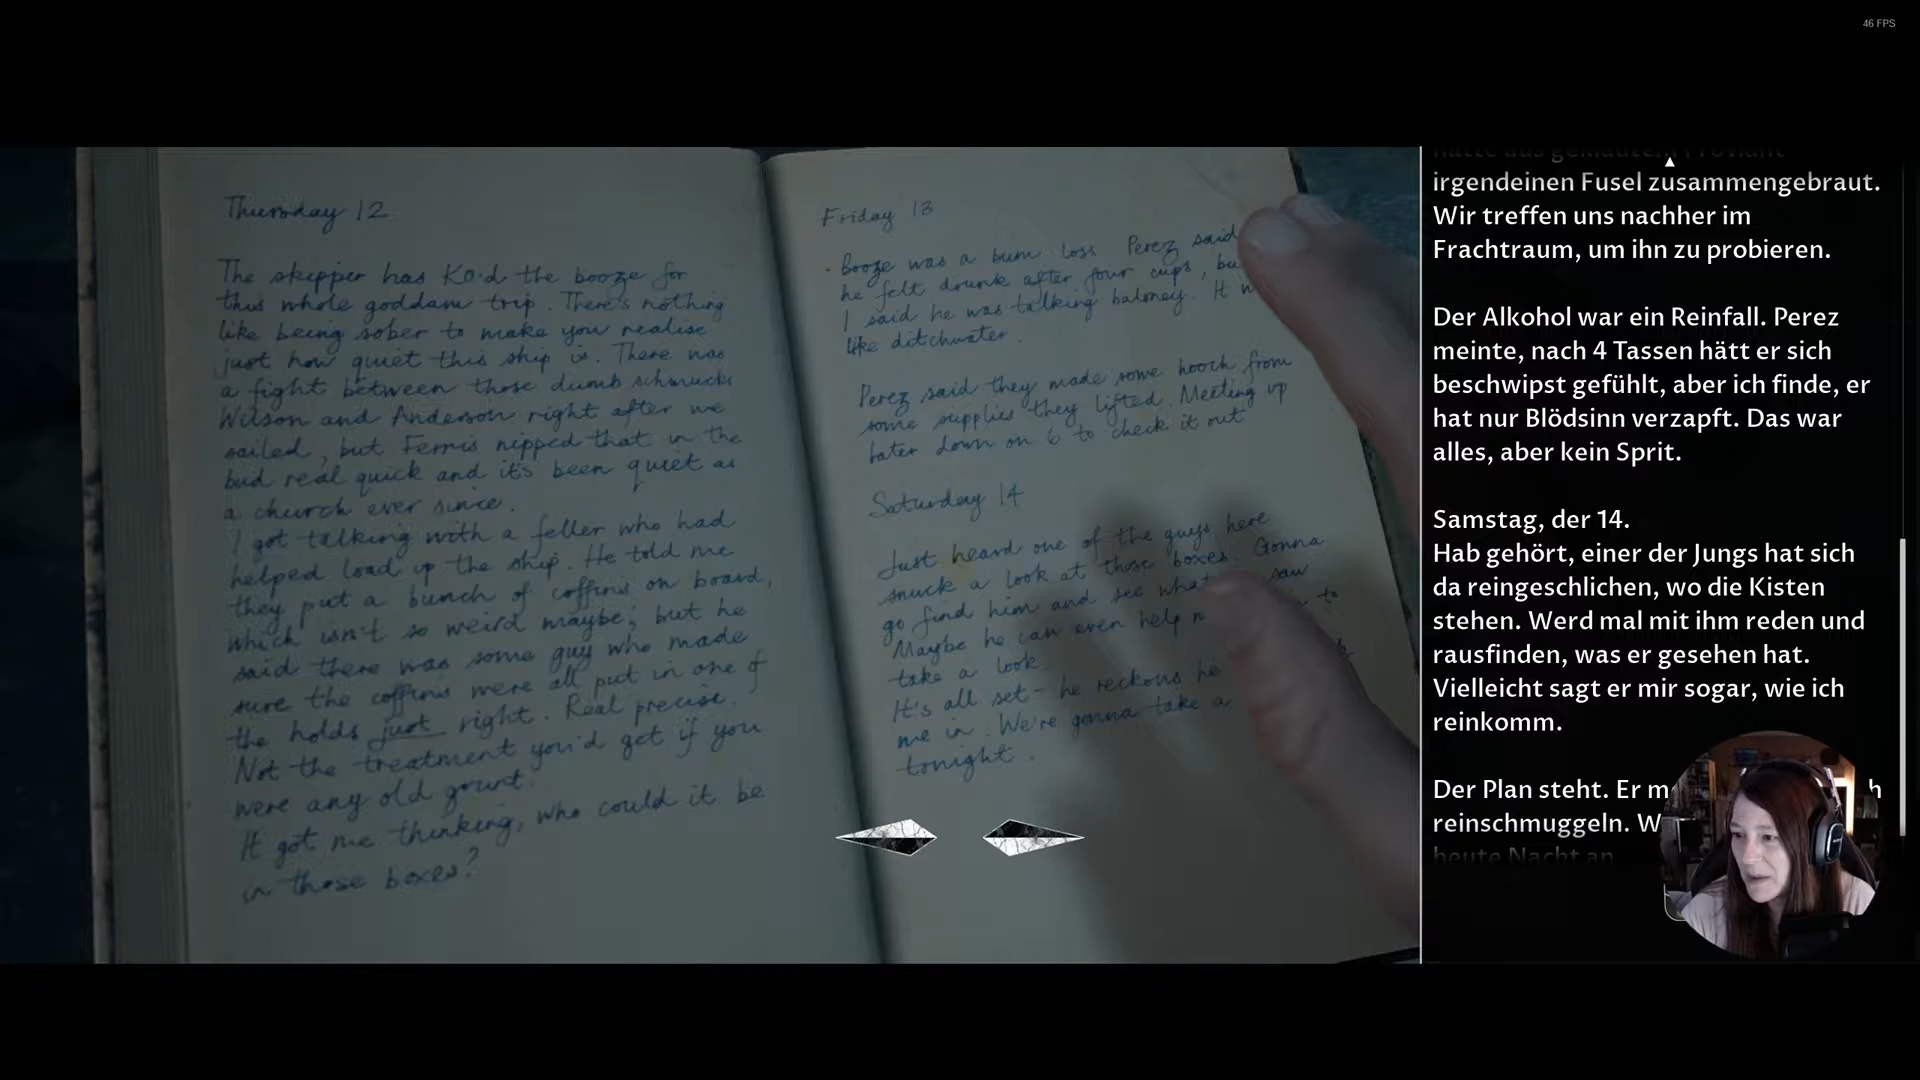 46 FPS
Thursday 12
The skipper has KO'd the booze for
this whole goddam trip. There's nothing
like being sober to make you realise
just how quiet this ship is. There was
a fight between those dumb schmucks
Wilson and Anderson right after we
sailed, but Ferris nipped that in the
bud real quick and it's been quiet as
a church ever since.
I got talking with a feller who had
helped load up the ship. He told me
they put a bunch of coffins on board,
which isn't so weird maybe; but he
said there was some guy who made
sure the coffins were all put in one of
the holds just right. Real precise.
Not the treatment you'd get if you
were any old grunt.
It got me thinking, who could it be
in those boxes?
Friday 13
Booze was a bum loss Perez said
he felt drunk after four cups, bu
I said he was talking baloney. It
like ditchwater.
Perez said they made some hooch from
some supplies they lifted. Meeting up
later down on 6 to check it out
Saturday 14
Just heard one of the guys here
snuck a look at those boxes. Gonna
go find him and see what saw
Maybe he can even help to
take a look
It's all set - he reckons he
me in. We're gonna take a
tonight.
irgendeinen Fusel zusammengebraut.
Wir treffen uns nachher im
Frachtraum, um ihn zu probieren.
Der Alkohol war ein Reinfall. Perez
meinte, nach 4 Tassen hätt er sich
beschwipst gefühlt, aber ich finde, er
hat nur Blödsinn verzapft. Das war
alles, aber kein Sprit.
Samstag, der 14.
Hab gehört, einer der Jungs hat sich
da reingeschlichen, wo die Kisten
stehen. Werd mal mit ihm reden und
rausfinden, was er gesehen hat.
Vielleicht sagt er mir sogar, wie ich
reinkomm.
Der Plan steht. Er m h
reinschmuggeln. W
heute Nacht an